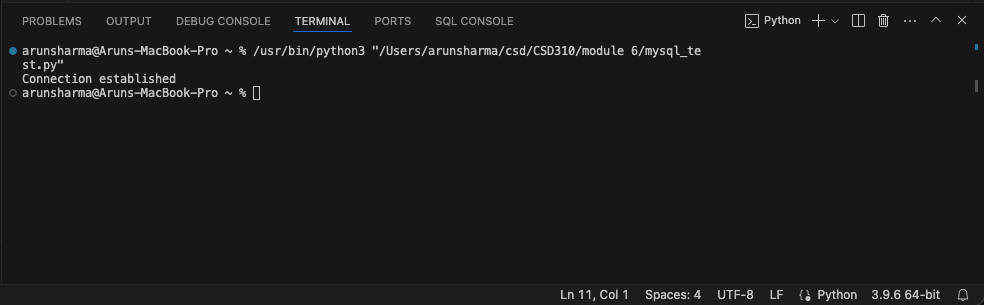 PROBLEMS OUTPUT DEBUG CONSOLE TERMINAL PORTS SQL CONSOLE Python
arunsharma@Aruns-MacBook-Pro ~ % /usr/bin/python3 "/Users/arunsharma/csd/CSD310/module 6/mysql_te
st.py"
Connection established
arunsharma@Aruns-MacBook-Pro ~ %
Ln 11, Col 1 Spaces: 4 UTF-8 LF Python 3.9.6 64-bit